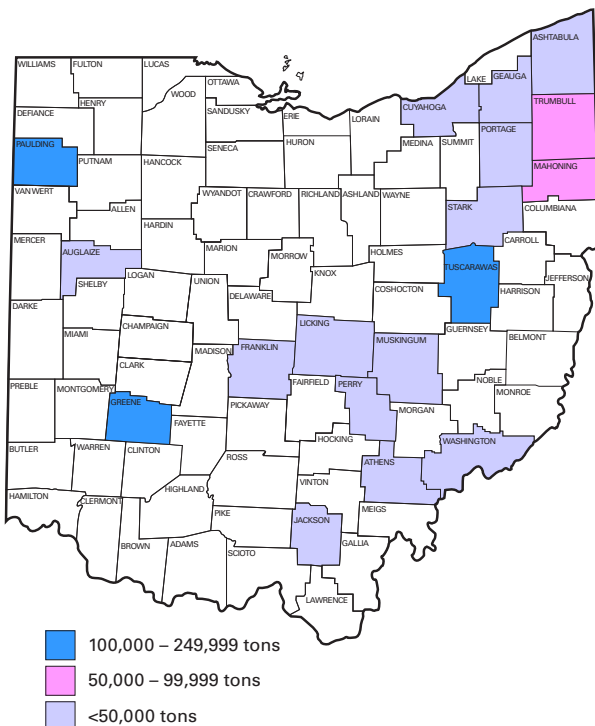 ASHTABULA
WILLIAMS
FULTON
LUCAS
LAKE
GEAUGA
OTTAWA
WOOD
HENRY
CUYAHOGA
TRUMBULL
DEFIANCE
SANDUSKY
ERIE
LORAIN
PORTAGE
PAULDING
SENECA
HURON
MEDINA
SUMMIT
PUTNAM
HANCOCK
MAHONING
VAN WERT
WYANDOT
CRAWFORD
RICHLAND
ASHLAND
WAYNE
ALLEN
STARK
COLUMBIANA
HARDIN
MERCER
CARROLL
AUGLAIZE
MARION
MORROW
HOLMES
TUSCARAWAS
LOGAN
KNOX
JEFFERSON
SHELBY
UNION
COSHOCTON
HARRISON
DELAWARE
DARKE
LICKING
CHAMPAIGN
GUERNSEY
MIAMI
MUSKINGUM
BELMONT
FRANKLIN
MADISON
CLARK
NOBLE
PREBLE
MONTGOMERY
FAIRFIELD
PERRY
MONROE
GREENE
PICKAWAY
MORGAN
FAYETTE
HOCKING
WASHINGTON
BUTLER
WARREN
CLINTON
ROSS
ATHENS
VINTON
HIGHLAND
HAMILTON
CLERMONT
MEIGS
PIKE
JACKSON
BROWN
ADAMS
GALLIA
SCIOTO
LAWRENCE
100,000 – 249,999 tons
50,000 – 99,999 tons
<50,000 tons